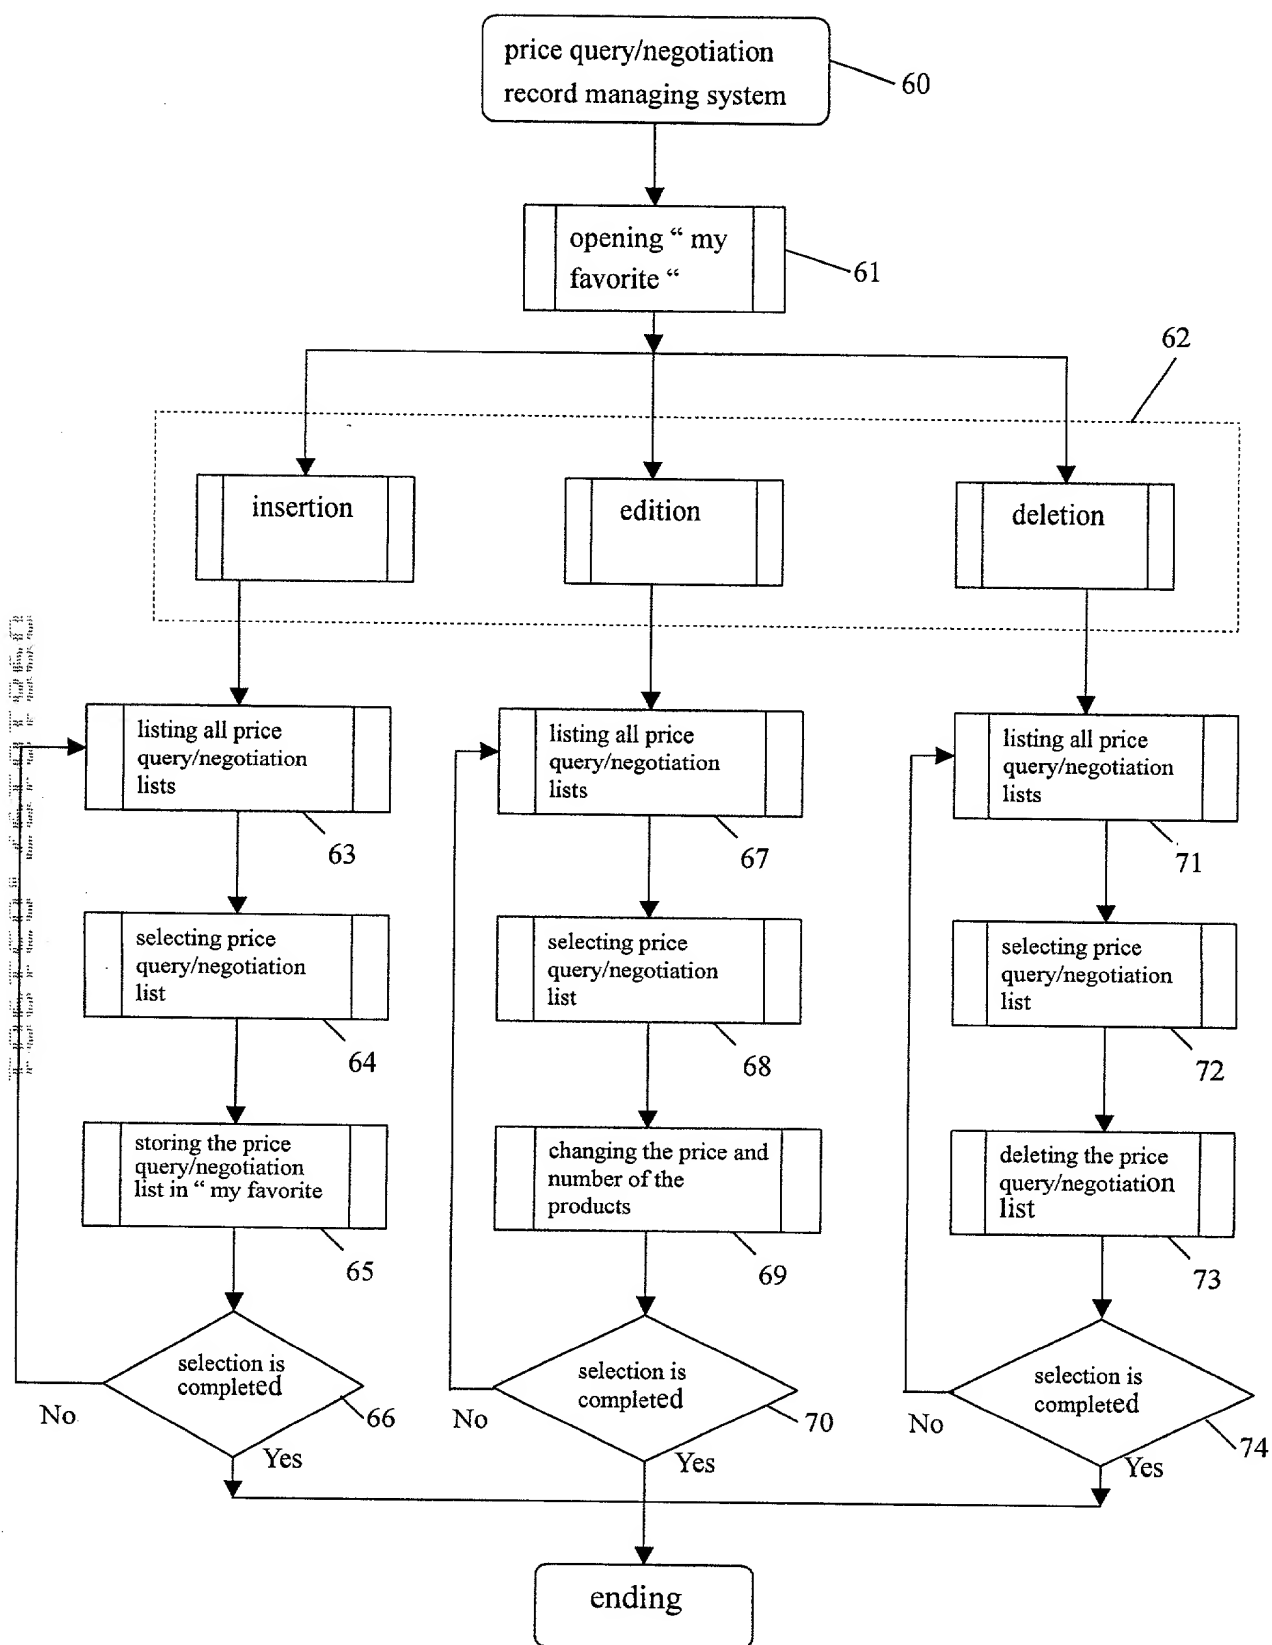 price query/negotiation
record managing system
60
opening “ my
favorite “
61
62
insertion
edition
deletion
listing all price
query/negotiation
lists
63
listing all price
query/negotiation
lists
67
listing all price
query/negotiation
lists
71
selecting price
query/negotiation
list
64
selecting price
query/negotiation
list
68
selecting price
query/negotiation
list
72
storing the price
query/negotiation
list in “ my favorite
65
changing the price and
number of the
products
69
deleting the price
query/negotiation
list
73
selection is
completed
66
No
Yes
selection is
completed
70
No
Yes
selection is
completed
74
No
Yes
ending